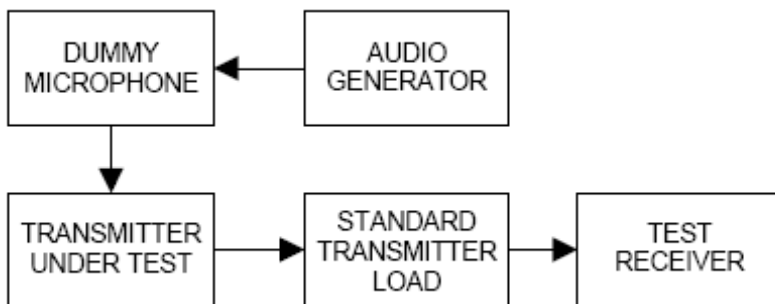 DUMMY
MICROPHONE
AUDIO
GENERATOR
TRANSMITTER
UNDER TEST
STANDARD
TRANSMITTER
LOAD
TEST
RECEIVER